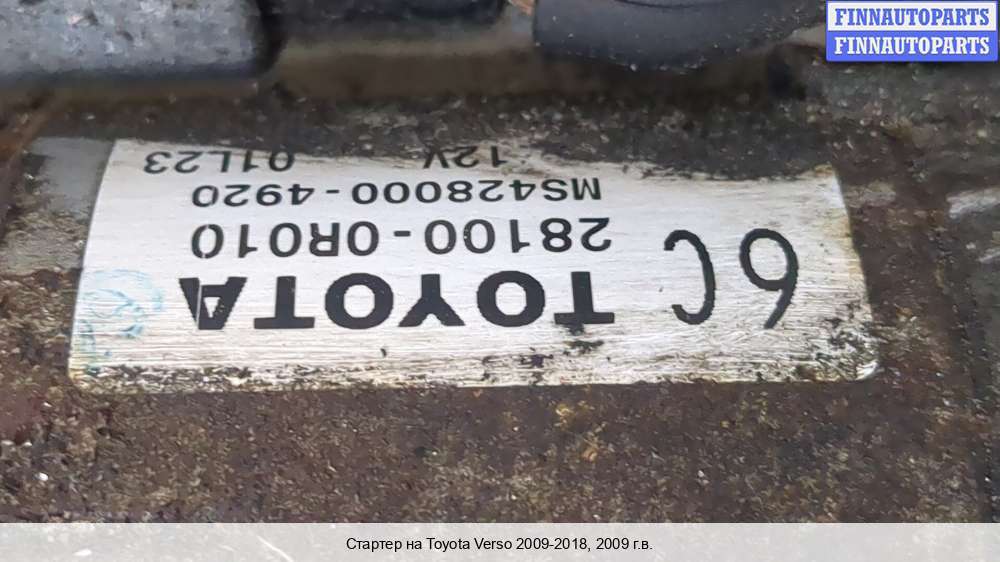 FINNAUTOPARTS
FINNAUTOPARTS
6C TOYOTA
28100-0R010
MS428000-4920
12V 01L23
Стартер на Toyota Verso 2009-2018, 2009 г.в.